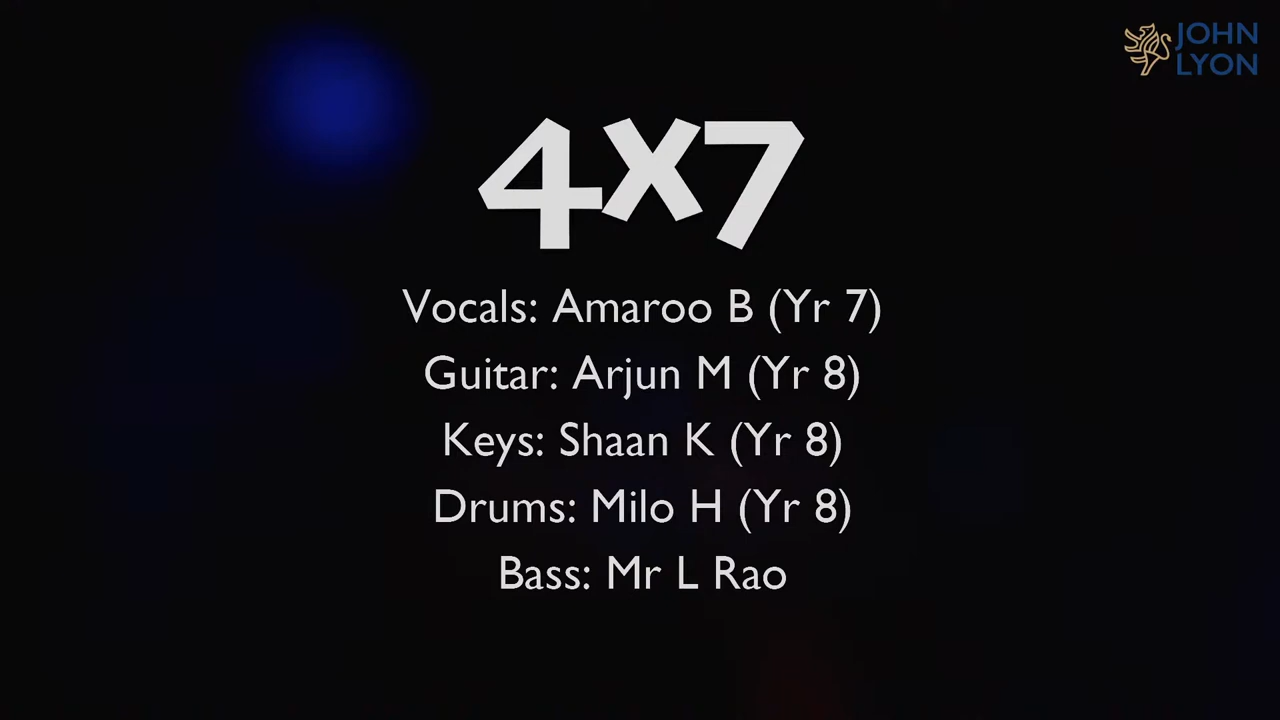 JOHN
LYON
4x7
Vocals: Amaroo B (Yr 7)
Guitar: Arjun M (Yr 8)
Keys: Shaan K (Yr 8)
Drums: Milo H (Yr 8)
Bass: Mr L Rao